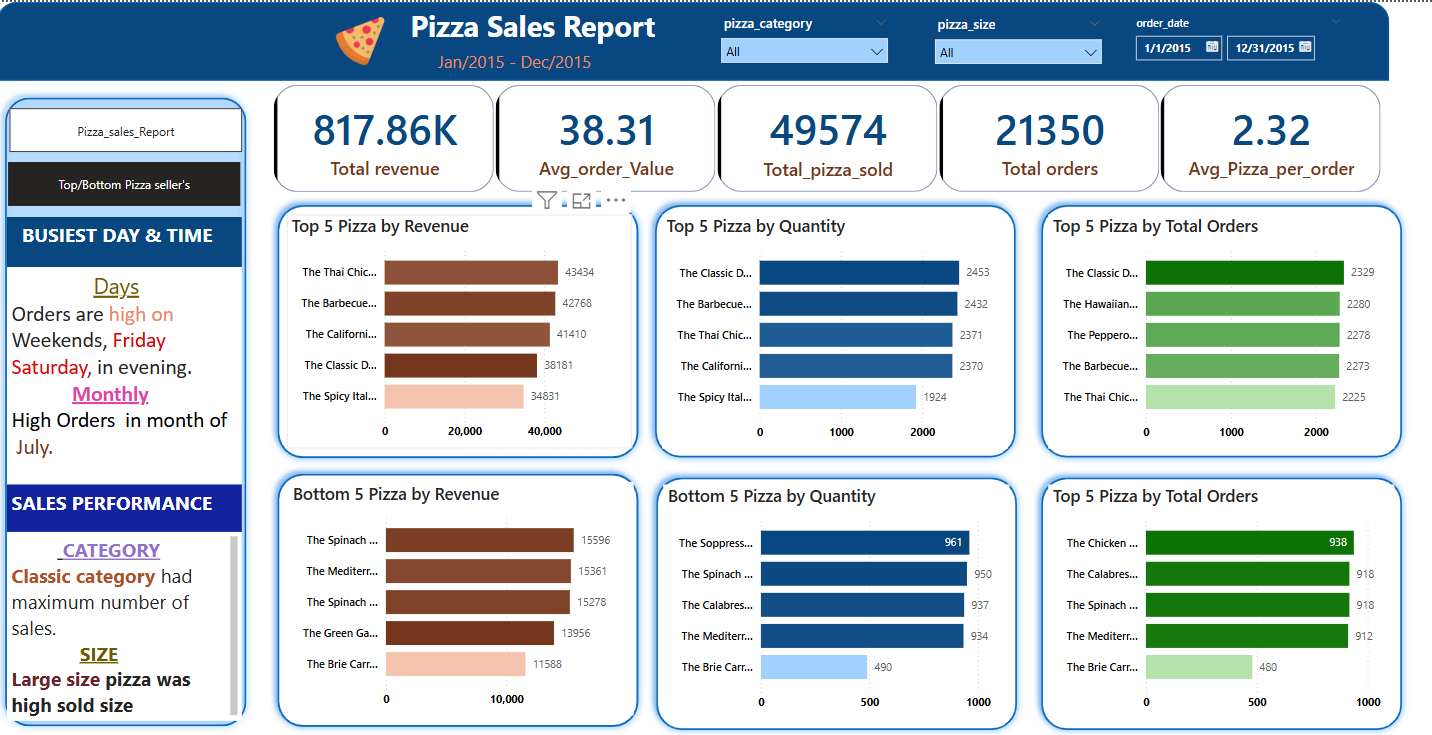 Pizza Sales Report
Jan/2015 - Dec/2015
pizza_category
All
pizza_size
All
order_date
1/1/2015
12/31/2015
Pizza_sales_Report
Top/Bottom Pizza seller's
BUSIEST DAY & TIME
Days
Orders are high on
Weekends, Friday
Saturday, in evening.
Monthly
High Orders in month of
July.
SALES PERFORMANCE
CATEGORY
Classic category had
maximum number of
sales.
SIZE
Large size pizza was
high sold size
817.86K
Total revenue
38.31
Avg_order_Value
49574
Total_pizza_sold
21350
Total orders
2.32
Avg_Pizza_per_order
Top 5 Pizza by Revenue
The Thai Chic... 43434
The Barbecue... 42768
The Californi... 41410
The Classic D... 38181
The Spicy Ital... 34831
0 20,000 40,000
Top 5 Pizza by Quantity
The Classic D... 2453
The Barbecue... 2432
The Thai Chic... 2371
The Californi... 2370
The Spicy Ital... 1924
0 1000 2000
Top 5 Pizza by Total Orders
The Classic D... 2329
The Hawaiian... 2280
The Peppero... 2278
The Barbecue... 2273
The Thai Chic... 2225
0 1000 2000
Bottom 5 Pizza by Revenue
The Spinach ... 15596
The Mediterr... 15361
The Spinach ... 15278
The Green Ga... 13956
The Brie Carr... 11588
0 10,000
Bottom 5 Pizza by Quantity
The Soppress... 961
The Spinach ... 950
The Calabres... 937
The Mediterr... 934
The Brie Carr... 490
0 500 1000
Top 5 Pizza by Total Orders
The Chicken ... 938
The Calabres... 918
The Spinach ... 918
The Mediterr... 912
The Brie Carr... 480
0 500 1000